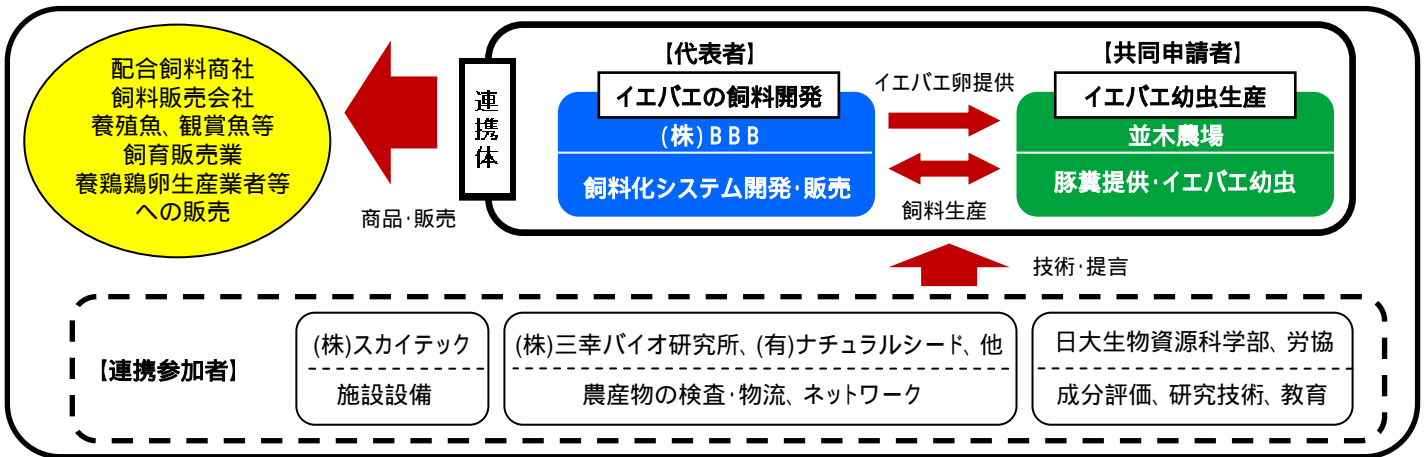 配合飼料商社
飼料販売会社
養殖魚、観賞魚等
飼育販売業
養鶏鶏卵生産業者等
への販売
商品・販売
連携体
【代表者】
イエバエの飼料開発
(株)ＢＢＢ
飼料化システム開発・販売
イエバエ卵提供
飼料生産
【共同申請者】
イエバエ幼虫生産
並木農場
豚糞提供・イエバエ幼虫
技術・提言
【連携参加者】
(株)スカイテック
施設設備
(株)三幸バイオ研究所、(有)ナチュラルシード、他
農産物の検査・物流、ネットワーク
日大生物資源科学部、労協
成分評価、研究技術、教育